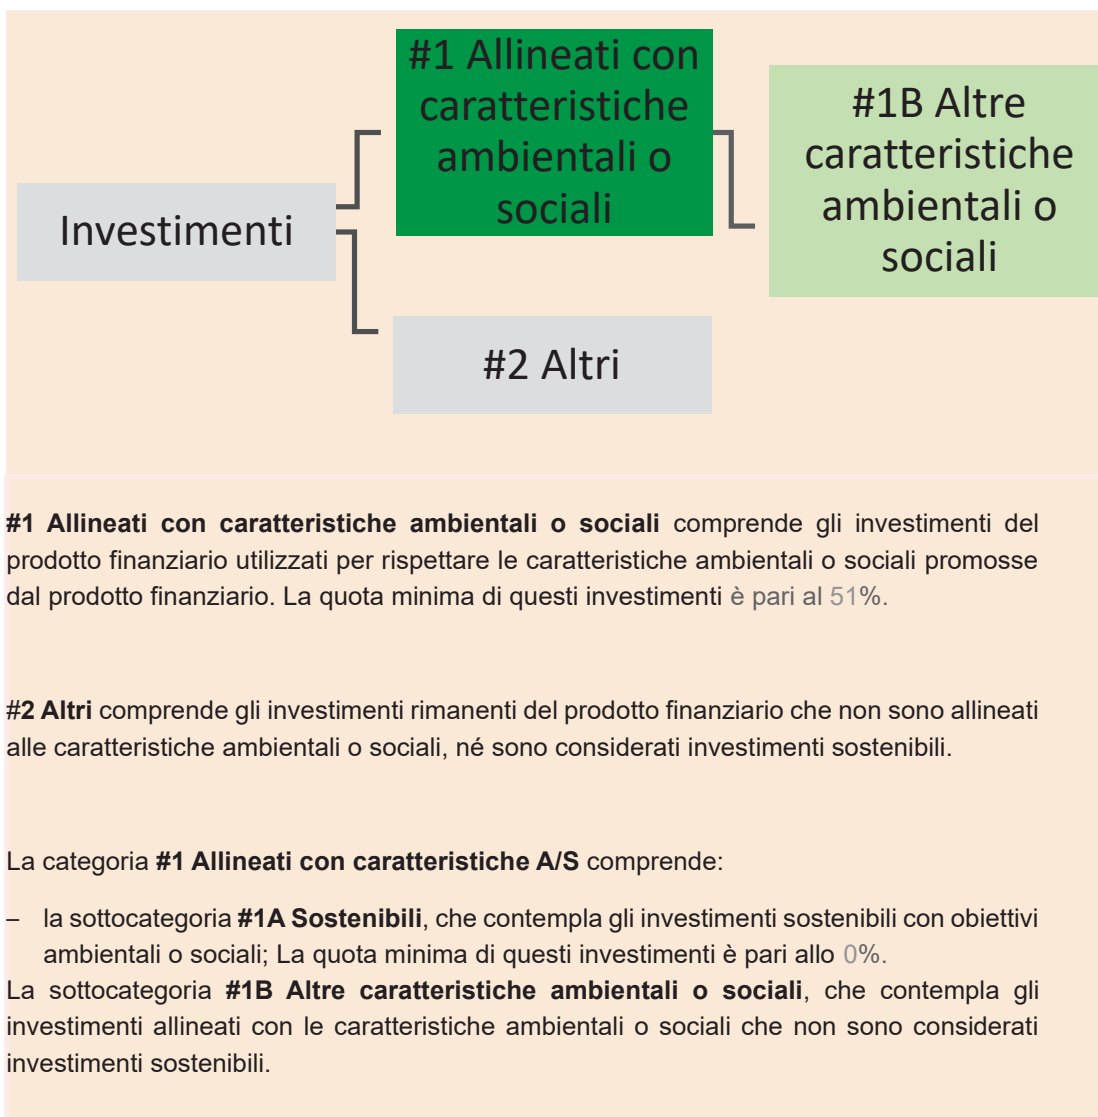 #1 Allineati con
caratteristiche
ambientali o
sociali
#1B Altre
caratteristiche
ambientali o
sociali
Investimenti
#2 Altri
#1 Allineati con caratteristiche ambientali o sociali comprende gli investimenti del
prodotto finanziario utilizzati per rispettare le caratteristiche ambientali o sociali promosse
dal prodotto finanziario. La quota minima di questi investimenti è pari al 51%.
#2 Altri comprende gli investimenti rimanenti del prodotto finanziario che non sono allineati
alle caratteristiche ambientali o sociali, né sono considerati investimenti sostenibili.
La categoria #1 Allineati con caratteristiche A/S comprende:
– la sottocategoria #1A Sostenibili, che contempla gli investimenti sostenibili con obiettivi
ambientali o sociali; La quota minima di questi investimenti è pari allo 0%.
La sottocategoria #1B Altre caratteristiche ambientali o sociali, che contempla gli
investimenti allineati con le caratteristiche ambientali o sociali che non sono considerati
investimenti sostenibili.